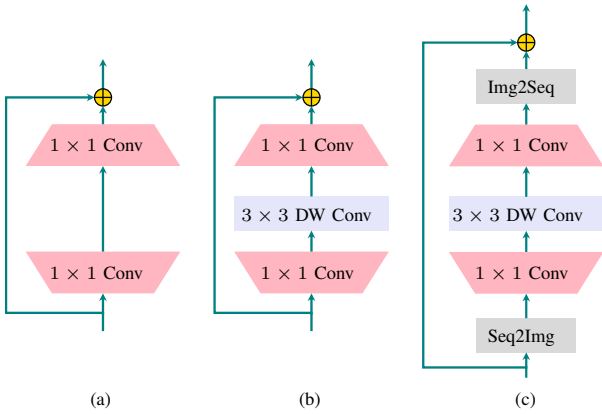 1 × 1 Conv
1 × 1 Conv
(a)
1 × 1 Conv
3 × 3 DW Conv
1 × 1 Conv
(b)
Img2Seq
1 × 1 Conv
3 × 3 DW Conv
1 × 1 Conv
Seq2Img
(c)